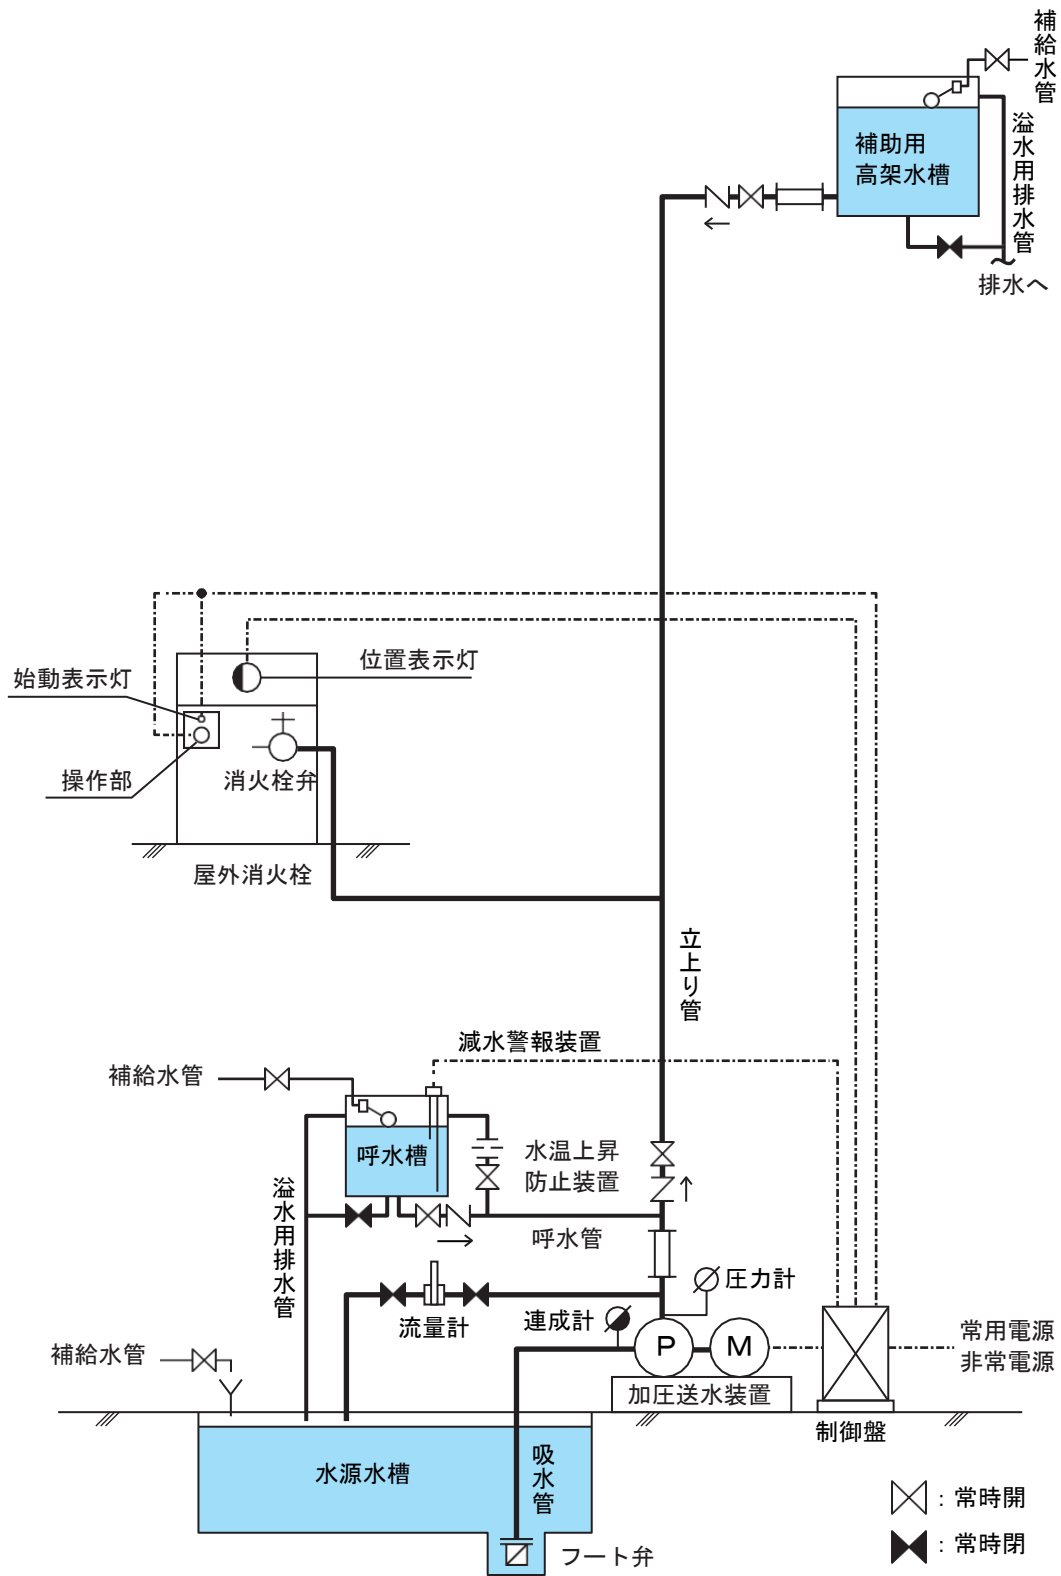 補給水管
溢水用排水管
補助用
高架水槽
排水へ
位置表示灯
始動表示灯
操作部
消火栓弁
屋外消火栓
立上り管
減水警報装置
補給水管
呼水槽
水温上昇
防止装置
溢水用排水管
呼水管
圧力計
連成計
流量計
P
M
常用電源
非常電源
補給水管
加圧送水装置
制御盤
水源水槽
吸水管
フート弁
：常時開
：常時閉